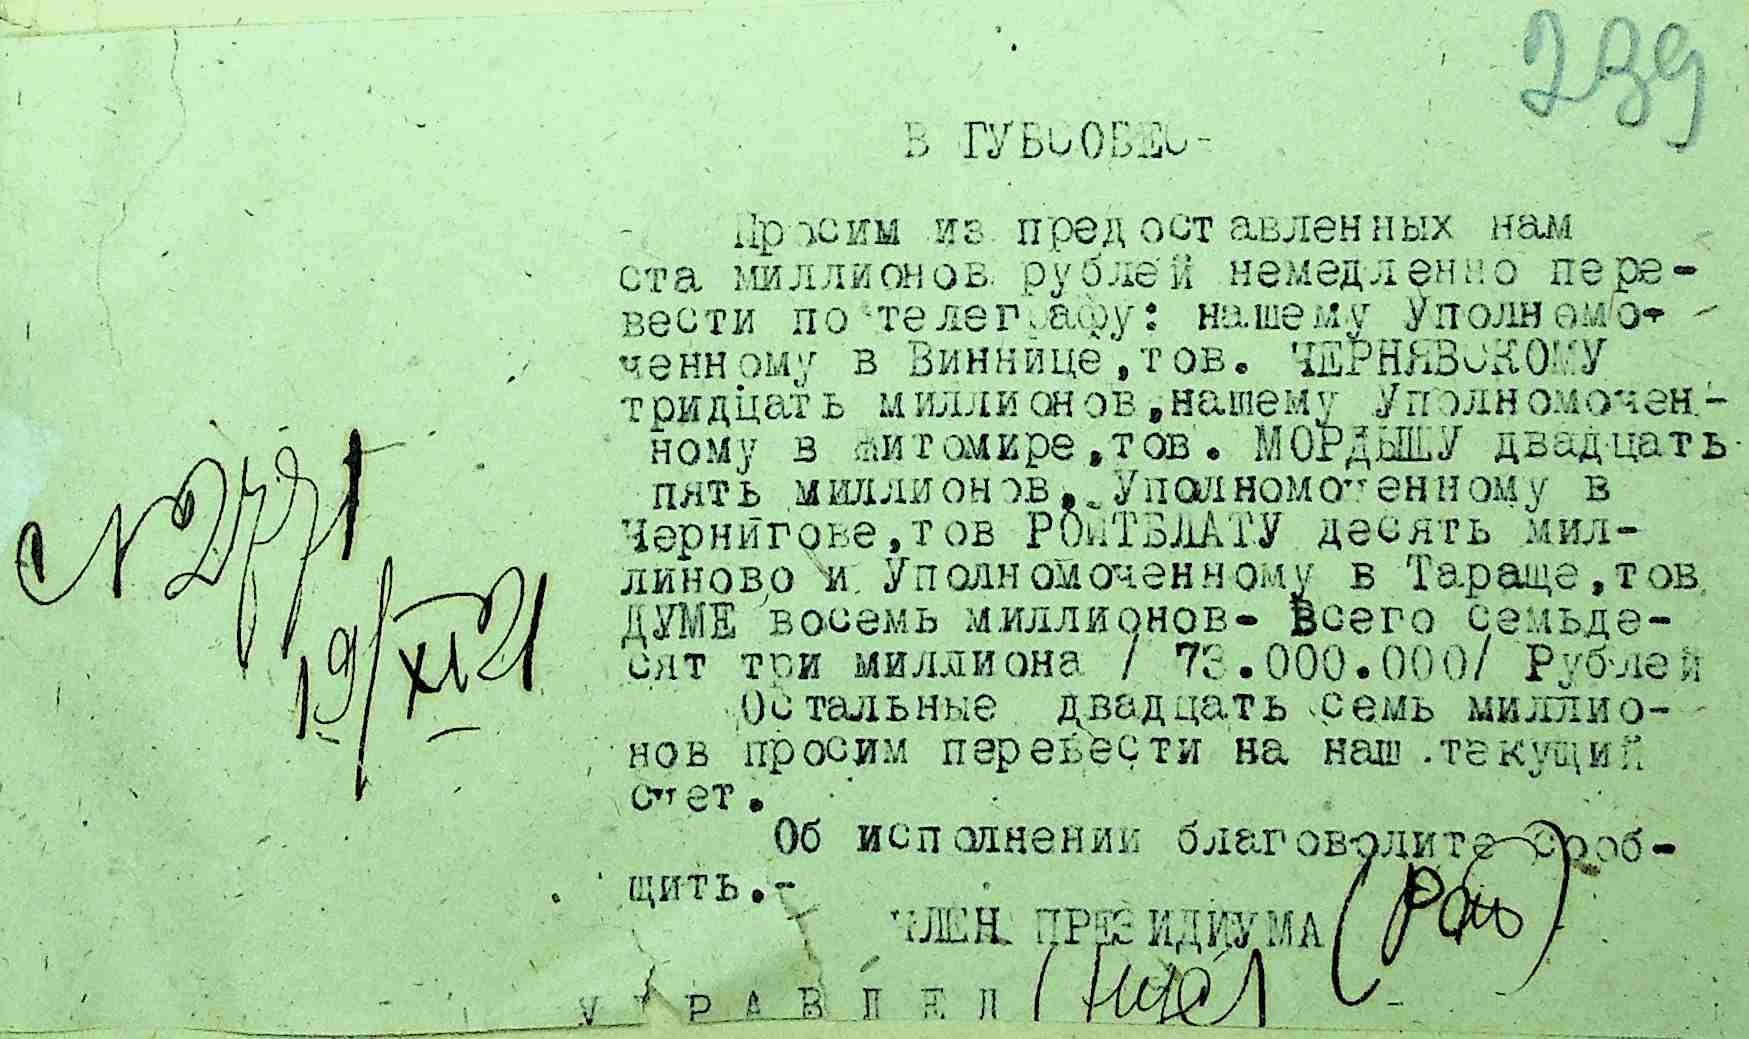 239
В ГУБСОБЕС-
Просим из предоставленных нам
ста миллионов рублей немедленно пере-
вести по телеграфу: нашему Уполномо-
ченному в Виннице,тов. ЧЕРНЯВСКОМУ
тридцать миллионов,нашему Уполномочен-
ному в Житомире,тов. МОРДЫШУ двадцать
пять миллионов, Уполномоченному в
Чернигове,тов РОЙТБЛАТУ десять мил-
линово и Уполномоченному в Тараще,тов
ДУМЕ восемь миллионов- Всего семьде-
сят три миллиона / 73.000.000/ Рублей
Остальные двадцать семь миллио-
нов просим перевести на наш текущий
счет.
Об исполнении благоволите сооб-
щить.-
ЧЛЕН ПРЕЗИДИУМА
УПРАВДЕЛ
19/XI 21